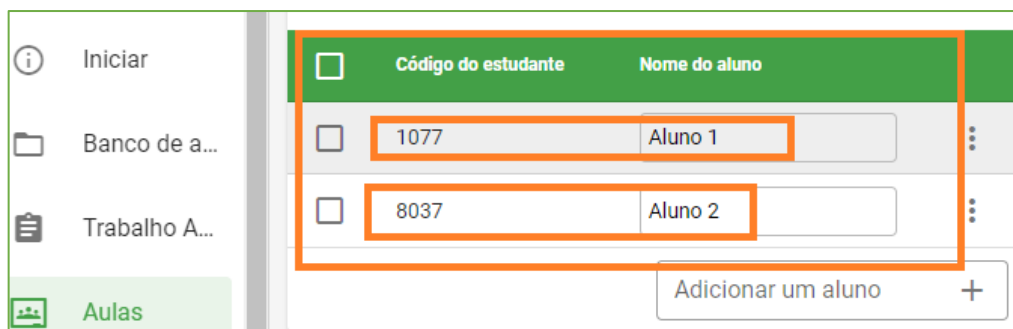 Iniciar
Banco de a...
Trabalho A...
Aulas
Código do estudante Nome do aluno
1077 Aluno 1
8037 Aluno 2
Adicionar um aluno +